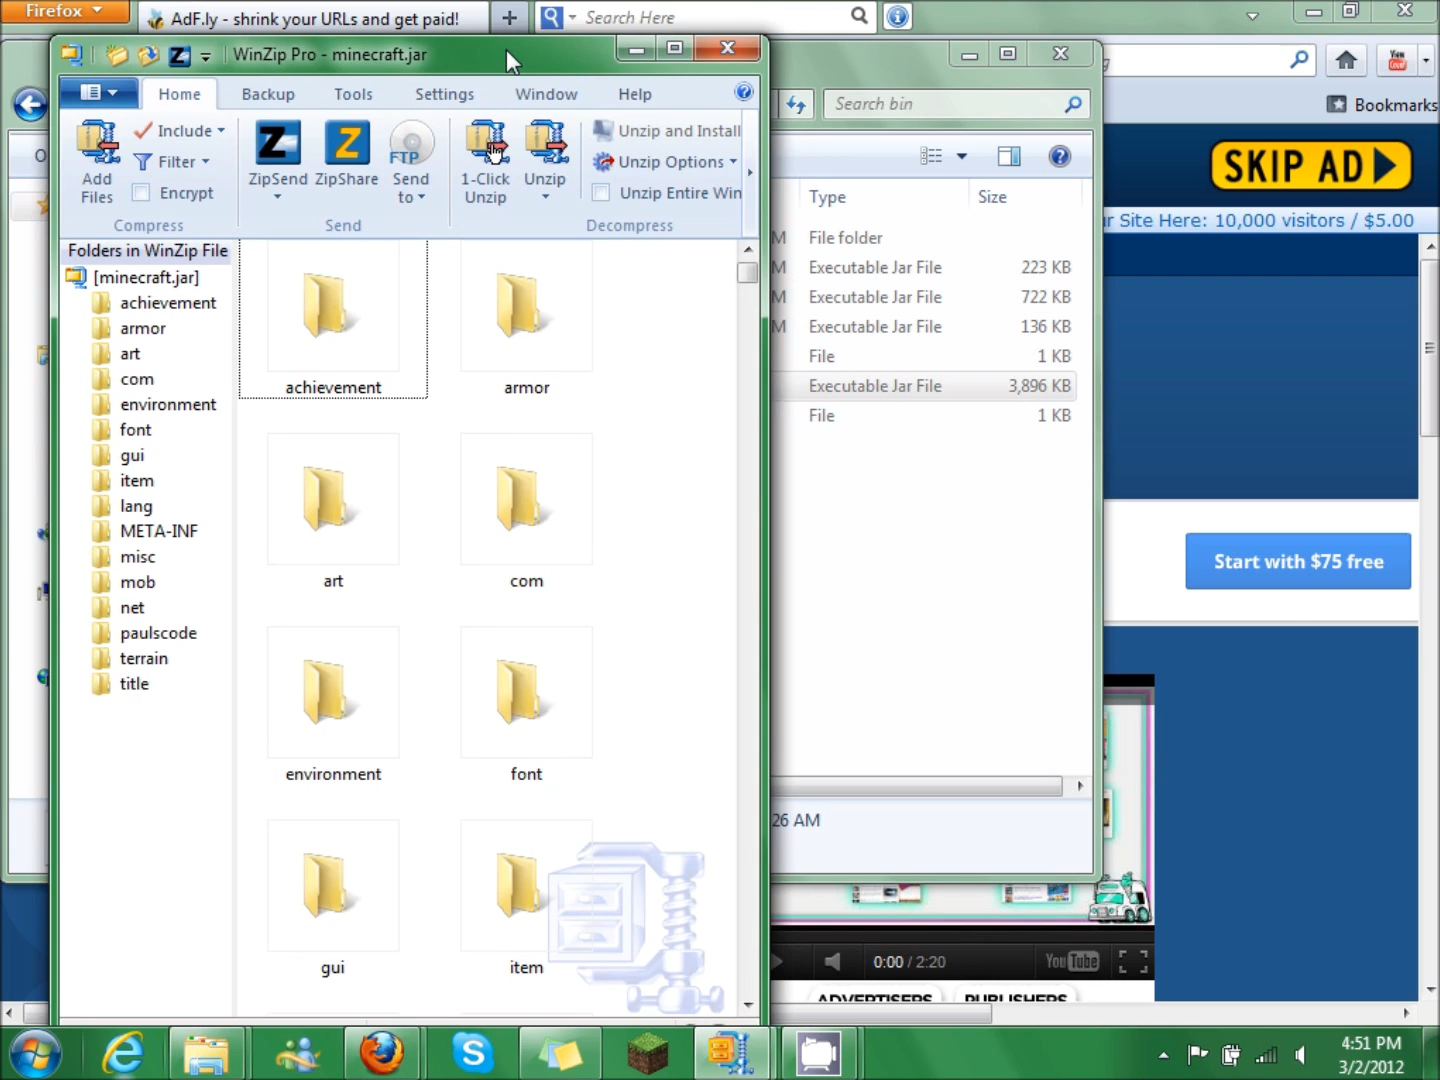 Firefox
AdF.ly - shrink your URLs and get paid!
Search Here
WinZip Pro - minecraft.jar
Home
Backup
Tools
Settings
Window
Help
Search bin
Bookmarks
Add
Files
Include
Filter
Encrypt
Compress
ZipSend
ZipShare
FTP
Send
to
Send
1-Click
Unzip
Unzip
Unzip and Install
Unzip Options
Unzip Entire Win
Decompress
Type
Size
SKIP AD
r Site Here: 10,000 visitors / $5.00
M File folder
M Executable Jar File 223 KB
M Executable Jar File 722 KB
M Executable Jar File 136 KB
File 1 KB
Executable Jar File 3,896 KB
File 1 KB
Folders in WinZip File
[minecraft.jar]
achievement
armor
art
com
environment
font
gui
item
lang
META-INF
misc
mob
net
paulscode
terrain
title
achievement
armor
art
com
environment
font
gui
item
Start with $75 free
26 AM
0:00 / 2:20
YouTube
ADVERTISERS
PUBLISHERS
4:51 PM
3/2/2012